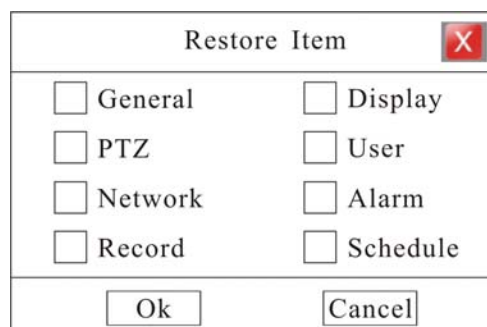 Restore Item X
General Display
PTZ User
Network Alarm
Record Schedule
Ok Cancel